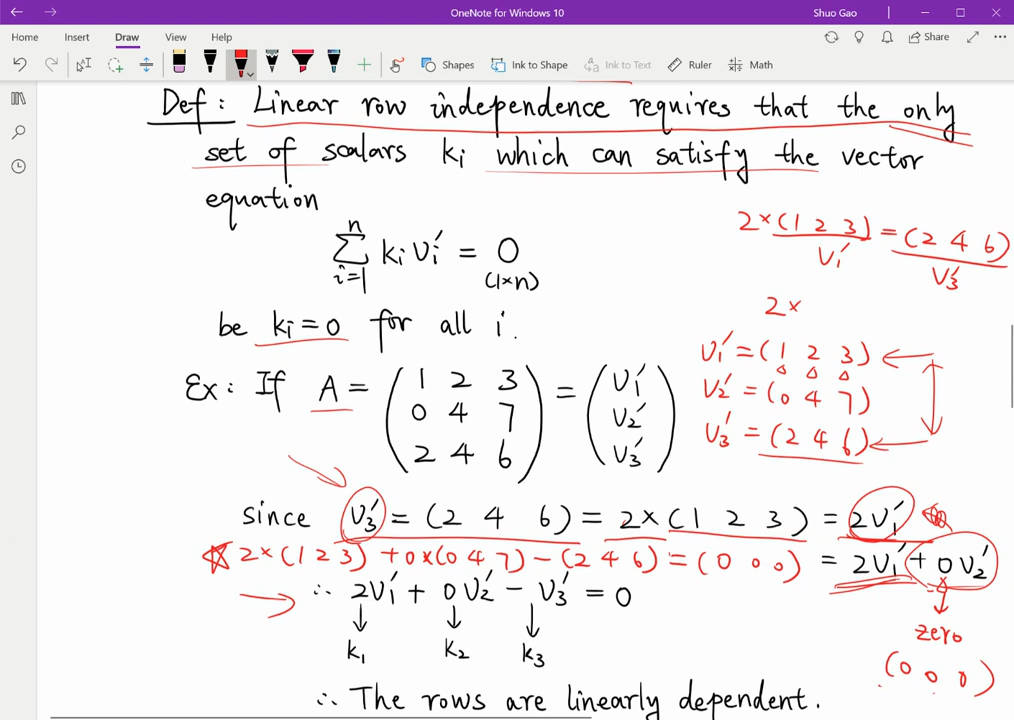 OneNote for Windows 10
Shuo Gao
Home Insert Draw View Help
Share
Shapes Ink to Shape Ink to Text Ruler Math
Def: Linear row independence requires that the only
set of scalars ki which can satisfy the vector
equation
n
∑ ki vi′ = 0
i=1 (1×n)
2×(1 2 3) = (2 4 6)
v1′ v3′
2×
be ki=0 for all i.
v1′ = (1 2 3)
v2′ = (0 4 7)
v3′ = (2 4 6)
Ex: If A = (1 2 3) = (v1′)
(0 4 7) (v2′)
(2 4 6) (v3′)
since v3′ = (2 4 6) = 2×(1 2 3) = 2v1′
2×(1 2 3) + 0×(0 4 7) − (2 4 6) = (0 0 0) = 2v1′ + 0v2′
∴ 2v1′ + 0v2′ − v3′ = 0
zero
k1 k2 k3
(0 0 0)
∴ The rows are linearly dependent.